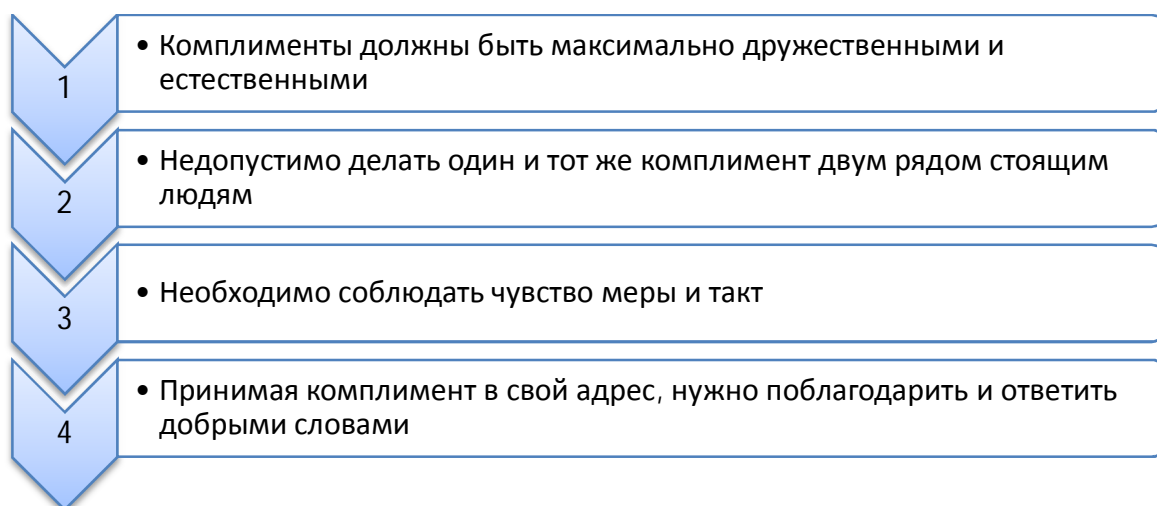 1
• Комплименты должны быть максимально дружественными и
естественными
2
• Недопустимо делать один и тот же комплимент двум рядом стоящим
людям
3
• Необходимо соблюдать чувство меры и такт
4
• Принимая комплимент в свой адрес, нужно поблагодарить и ответить
добрыми словами